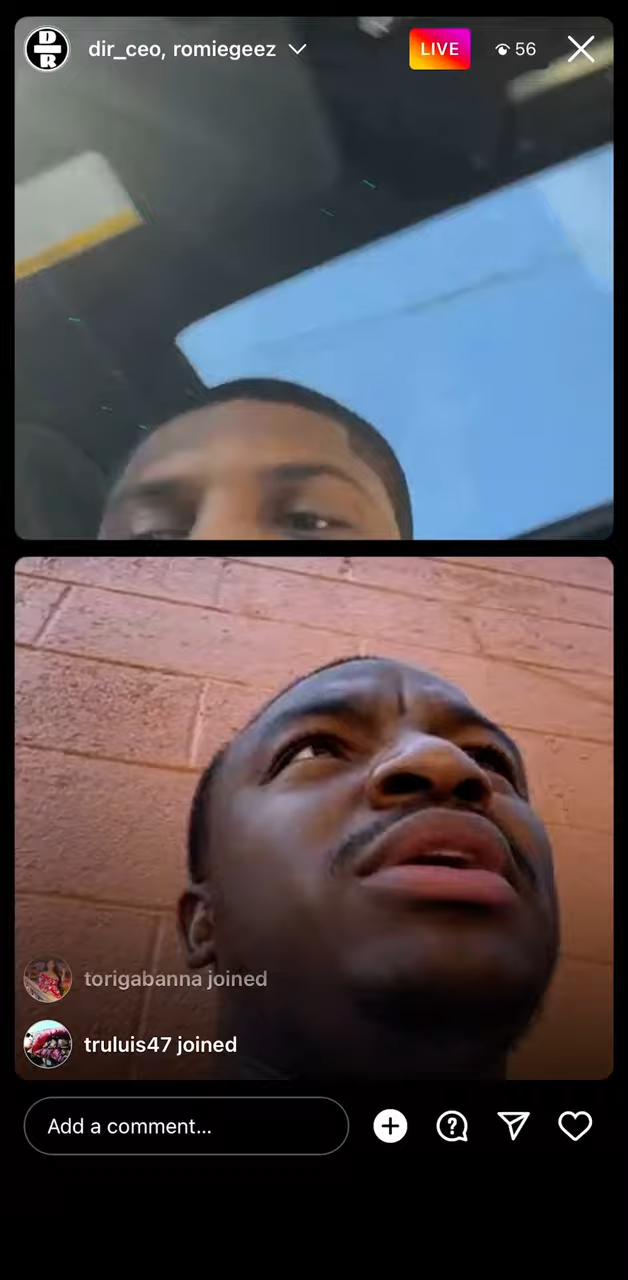 D
R
dir_ceo, romiegeez
LIVE
56
torigabanna joined
truluis47 joined
Add a comment...
?